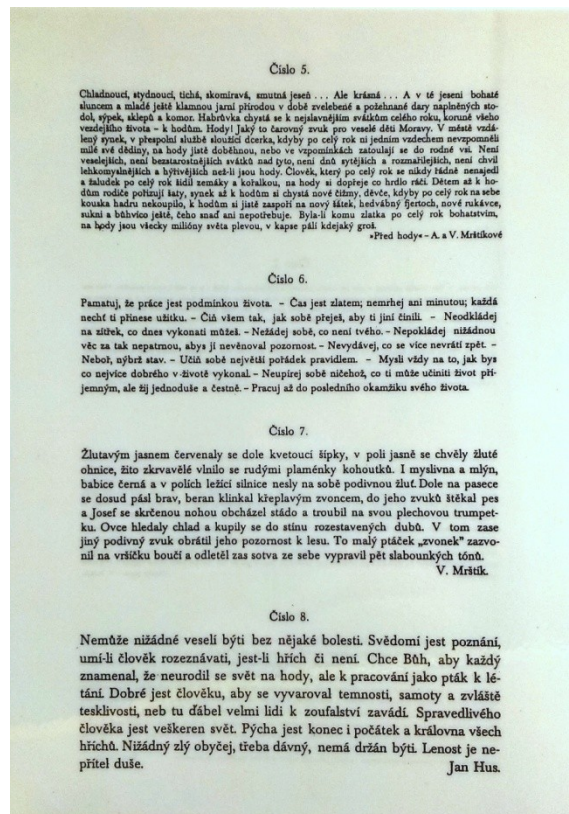 Číslo 5.
Chladnoucí, stydnoucí, tichá, skomíravá, smutná jeseň . . . Ale krásná . . . A v té jeseni bohaté
sluncem a mladé ještě klamnou jarní přírodou v době zvelebené a požehnané dary naplněných sto-
dol, sýpek, sklepů a komor. Habrůvka chystá se k nejslavnějším svátkům celého roku, koruně všeho
vezdejšího života - k hodům. Hody! Jaký to čarovný zvuk pro veselé děti Moravy. V městě vzdá-
lený synek, v přespolní službě sloužící dcerka, kdyby po celý rok ni jedním vzdechem nevzpomněli
milé své dědiny, na hody jistě doběhnou, nebo ve vzpomínkách zatoulají se do rodné vsi. Není
veselejších, není bezstarostnějších svátků nad tyto, není dnů sytějších a rozmařilejších, není chvil
lehkomyslnějších a hýřivějších než-li jsou hody. Člověk, který po celý rok se nikdy řádně nenajedl
a žaludek po celý rok klidil zemáky a kořalkou, na hody si dopřeje co hrdlo ráčí. Dětem až k ho-
dům rodiče pořizují šaty, synek až k hodům si chystá nové čižmy, děvče, kdyby po celý rok na sebe
kouska hadru nekoupilo, k hodům si jistě zaspoří na nový šátek, hedvábný fjertoch, nové rukávce,
sukni a bůhvíco ještě, čeho snad ani nepotřebuje. Byla-li komu zlatka po celý rok bohatstvím,
na hody jsou všecky milióny světa plevou, v kapse pálí kdejaký groš.
»Před hody« - A. a V. Mrštíkové
Číslo 6.
Pamatuj, že práce jest podmínkou života. - Čas jest zlatem; nemrhej ani minutou; každá
nechť ti přinese užitku. - Čiň všem tak, jak sobě přeješ, aby ti jiní činili. - Neodkládej
na zítřek, co dnes vykonati můžeš. - Nežádej sobě, co není tvého. - Nepokládej nižádnou
věc za tak nepatrnou, abys jí nevěnoval pozornost. - Nevydávej, co se více nevrátí zpět. -
Neboř, nýbrž stav. - Učiň sobě největší pořádek pravidlem. - Mysli vždy na to, jak bys
co nejvíce dobrého v životě vykonal. - Neupírej sobě ničehož, co ti může učiniti život pří-
jemným, ale žij jednoduše a čestně. - Pracuj až do posledního okamžiku svého života.
Číslo 7.
Žlutavým jasnem červenaly se dole kvetoucí šípky, v poli jasně se chvěly žluté
ohnice, žito zkrvavělé vlnilo se rudými plaménky kohoutků. I myslivna a mlýn,
babice černá a v polích ležící silnice nesly na sobě podivnou žluť. Dole na pasece
se dosud pásl brav, beran klinkal křeplavým zvoncem, do jeho zvuků štěkal pes
a Josef se skrčenou nohou obcházel stádo a troubil na svou plechovou trumpet-
ku. Ovce hledaly chlad a kupily se do stínu rozestavených dubů. V tom zase
jiný podivný zvuk obrátil jeho pozornost k lesu. To malý ptáček „zvonek" zazvo-
nil na vršíčku boučí a odletěl zas sotva ze sebe vypravil pět slabounkých tónů.
V. Mrštík.
Číslo 8.
Nemůže nižádné veselí býti bez nějaké bolesti. Svědomí jest poznání,
umí-li člověk rozeznávati, jest-li hřích či není. Chce Bůh, aby každý
znamenal, že neurodil se svět na hody, ale k pracování jako pták k lé-
tání. Dobré jest člověku, aby se vyvaroval temnosti, samoty a zvláště
tesklivosti, neb tu ďábel velmi lidi k zoufalství zavádí. Spravedlivého
člověka jest veškeren svět. Pýcha jest konec i počátek a královna všech
hříchů. Nižádný zlý obyčej, třeba dávný, nemá držán býti. Lenost je ne-
přítel duše.
Jan Hus.